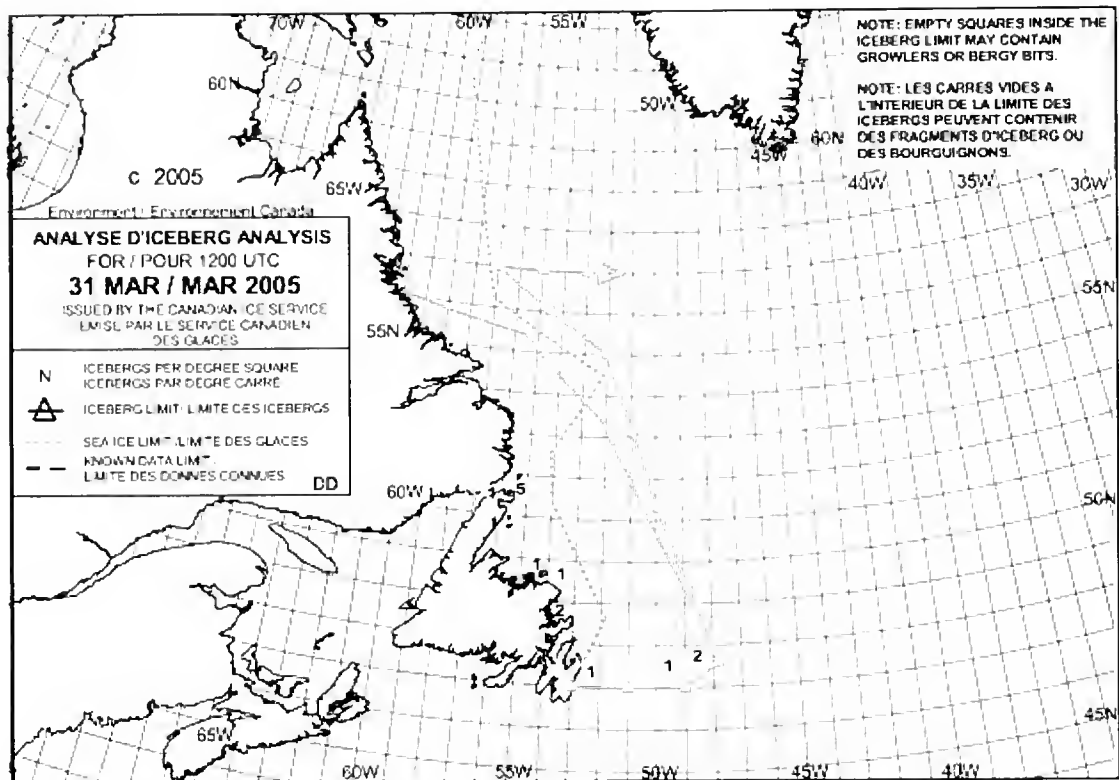 70W
60W
55W
NOTE: EMPTY SQUARES INSIDE THE
ICEBERG LIMIT MAY CONTAIN
GROWLERS OR BERGY BITS.
NOTE: LES CARRES VIDES A
L'INTERIEUR DE LA LIMITE DES
ICEBERGS PEUVENT CONTENIR
DES FRAGMENTS D'ICEBERG OU
DES BOURGUIGNONS.
60N
50W
60N
45W
40W
35W
30W
c 2005
65W
Environment / Environnement Canada
ANALYSE D'ICEBERG ANALYSIS
FOR / POUR 1200 UTC
31 MAR / MAR 2005
ISSUED BY THE CANADIAN ICE SERVICE
EMISE PAR LE SERVICE CANADIEN
DES GLACES
N ICEBERGS PER DEGREE SQUARE
ICEBERGS PAR DEGRE CARRE
ICEBERG LIMIT/ LIMITE DES ICEBERGS
SEA ICE LIMIT /LIMITE DES GLACES
KNOWN DATA LIMIT
LIMITE DES DONNES CONNUES
DD
55N
55N
60W
5
50N
1
1
2
1
1
2
45N
65W
60W
55W
50W
45W
40W